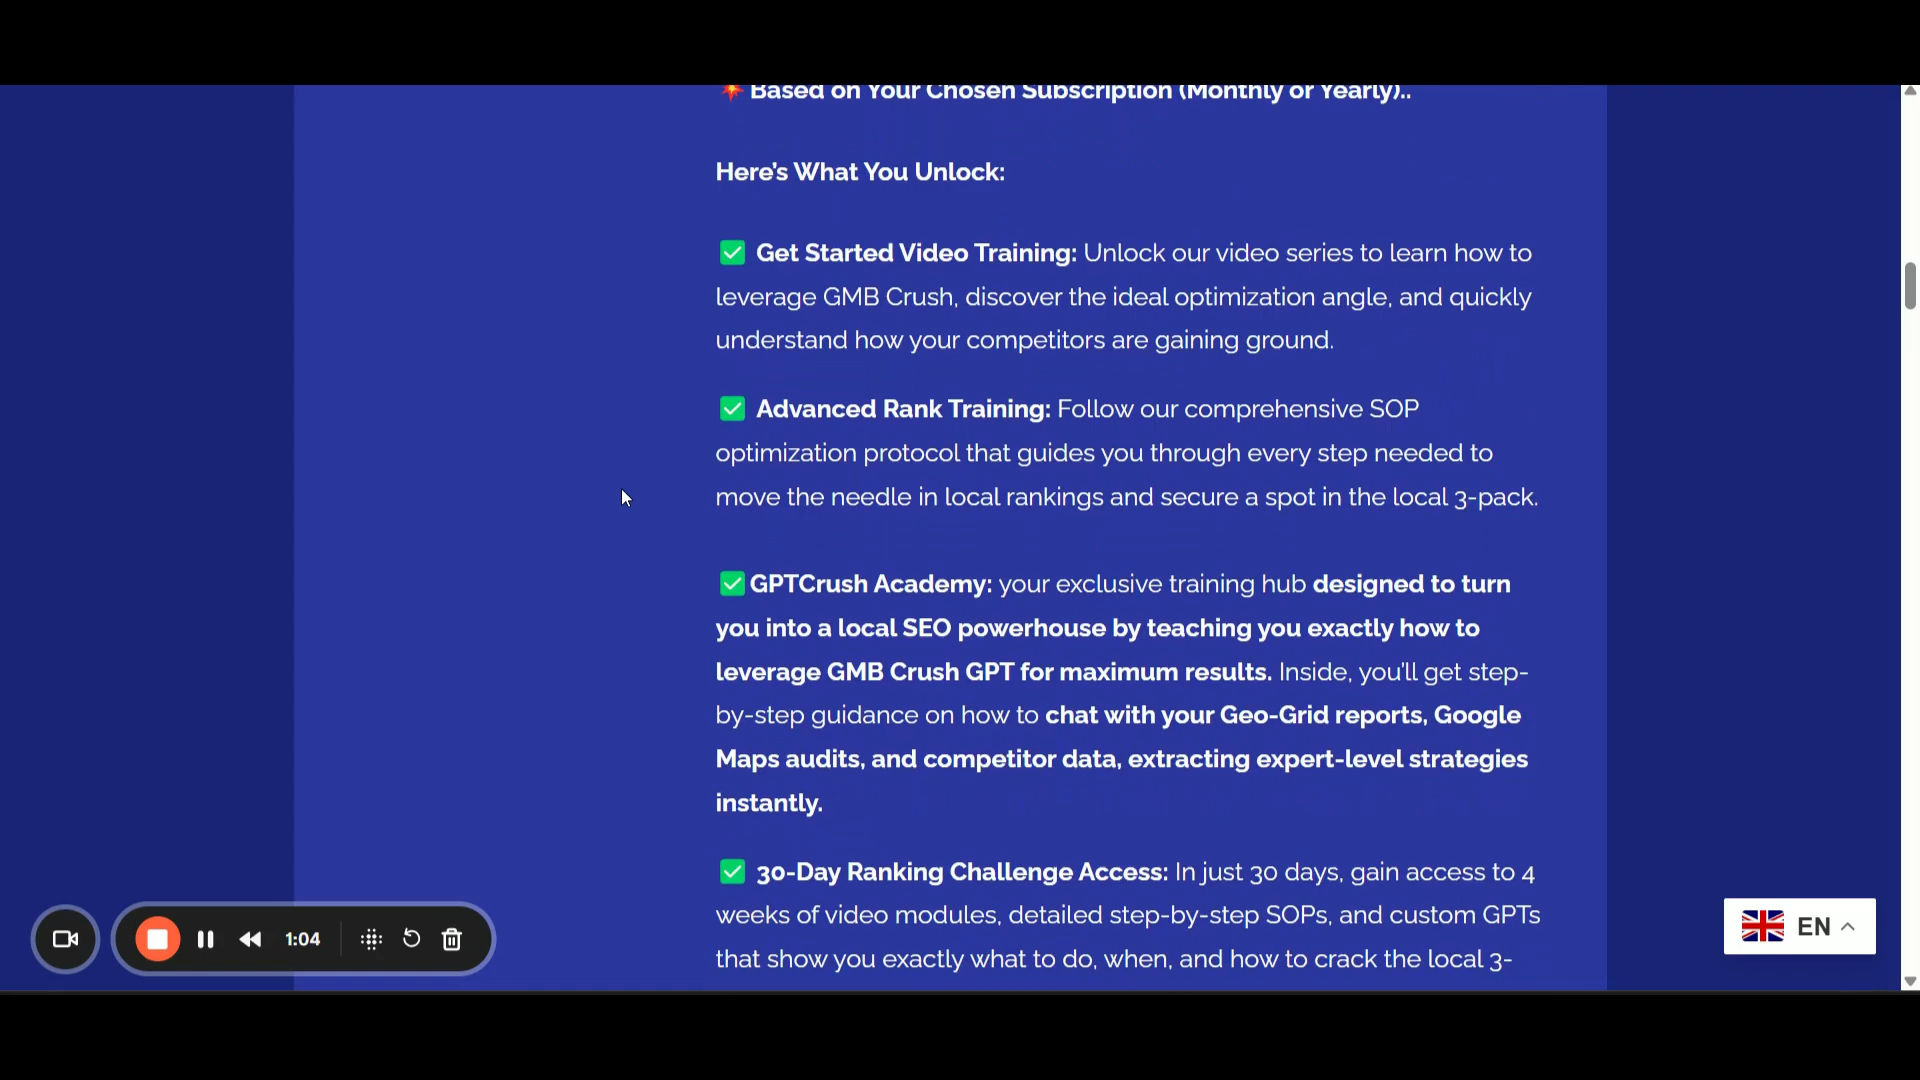 Based on Your Chosen Subscription (Monthly or Yearly)..
Here's What You Unlock:
Get Started Video Training: Unlock our video series to learn how to
leverage GMB Crush, discover the ideal optimization angle, and quickly
understand how your competitors are gaining ground.
Advanced Rank Training: Follow our comprehensive SOP
optimization protocol that guides you through every step needed to
move the needle in local rankings and secure a spot in the local 3-pack.
GPTCrush Academy: your exclusive training hub designed to turn
you into a local SEO powerhouse by teaching you exactly how to
leverage GMB Crush GPT for maximum results. Inside, you'll get step-
by-step guidance on how to chat with your Geo-Grid reports, Google
Maps audits, and competitor data, extracting expert-level strategies
instantly.
30-Day Ranking Challenge Access: In just 30 days, gain access to 4
weeks of video modules, detailed step-by-step SOPs, and custom GPTs
that show you exactly what to do, when, and how to crack the local 3-
1:04
EN